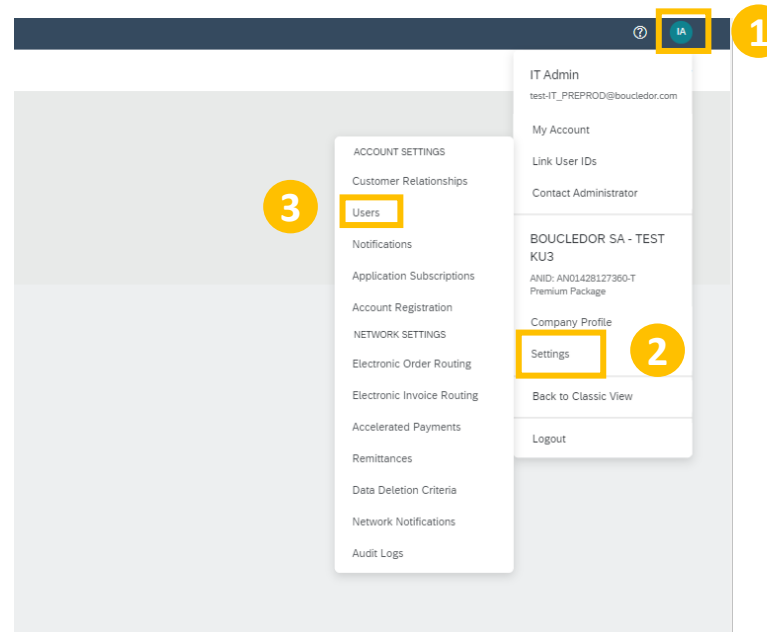 IA
1
IT Admin
test-IT_PREPROD@boucledor.com
My Account
Link User IDs
Contact Administrator
BOUCLEDOR SA - TEST
KU3
ANID: AN01428127360-T
Premium Package
Company Profile
Settings
2
Back to Classic View
Logout
ACCOUNT SETTINGS
Customer Relationships
3
Users
Notifications
Application Subscriptions
Account Registration
NETWORK SETTINGS
Electronic Order Routing
Electronic Invoice Routing
Accelerated Payments
Remittances
Data Deletion Criteria
Network Notifications
Audit Logs